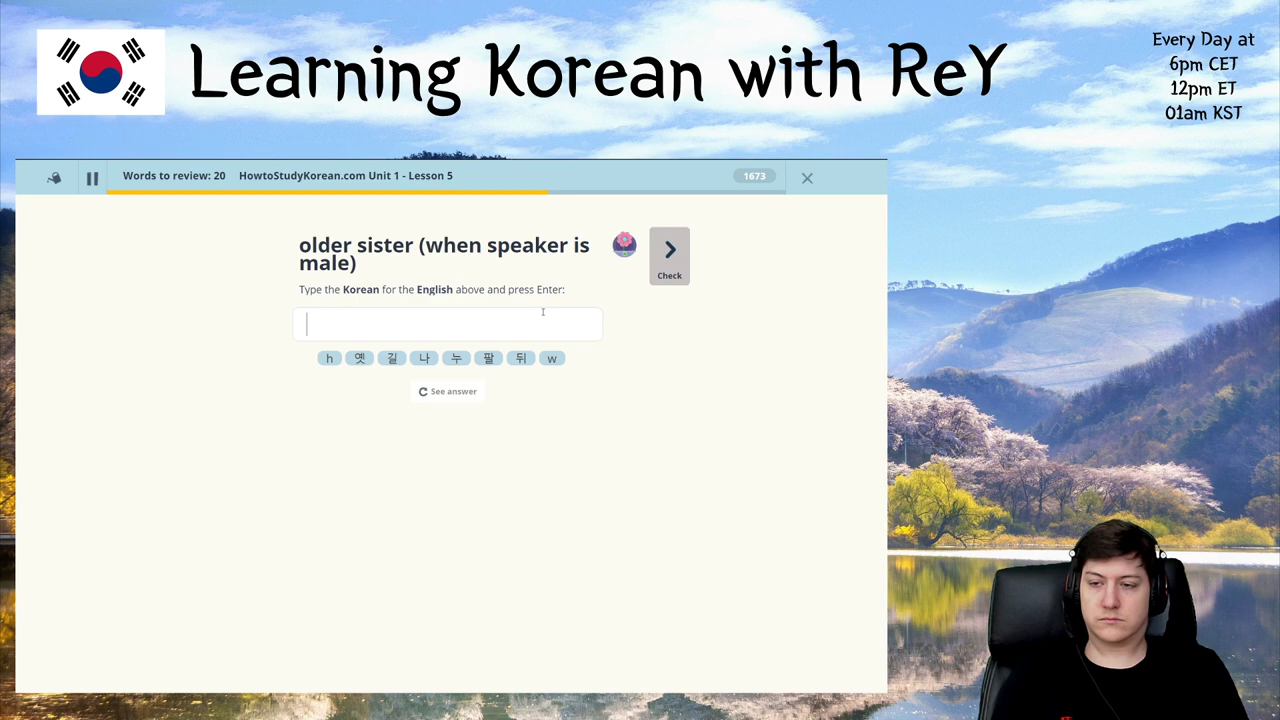 Learning Korean with ReY
Every Day at
6pm CET
12pm ET
01am KST
Words to review: 20 HowtoStudyKorean.com Unit 1 - Lesson 5
1673
older sister (when speaker is
male)
Check
Type the Korean for the English above and press Enter:
h 옛 길 나 누 팔 뒤 w
See answer